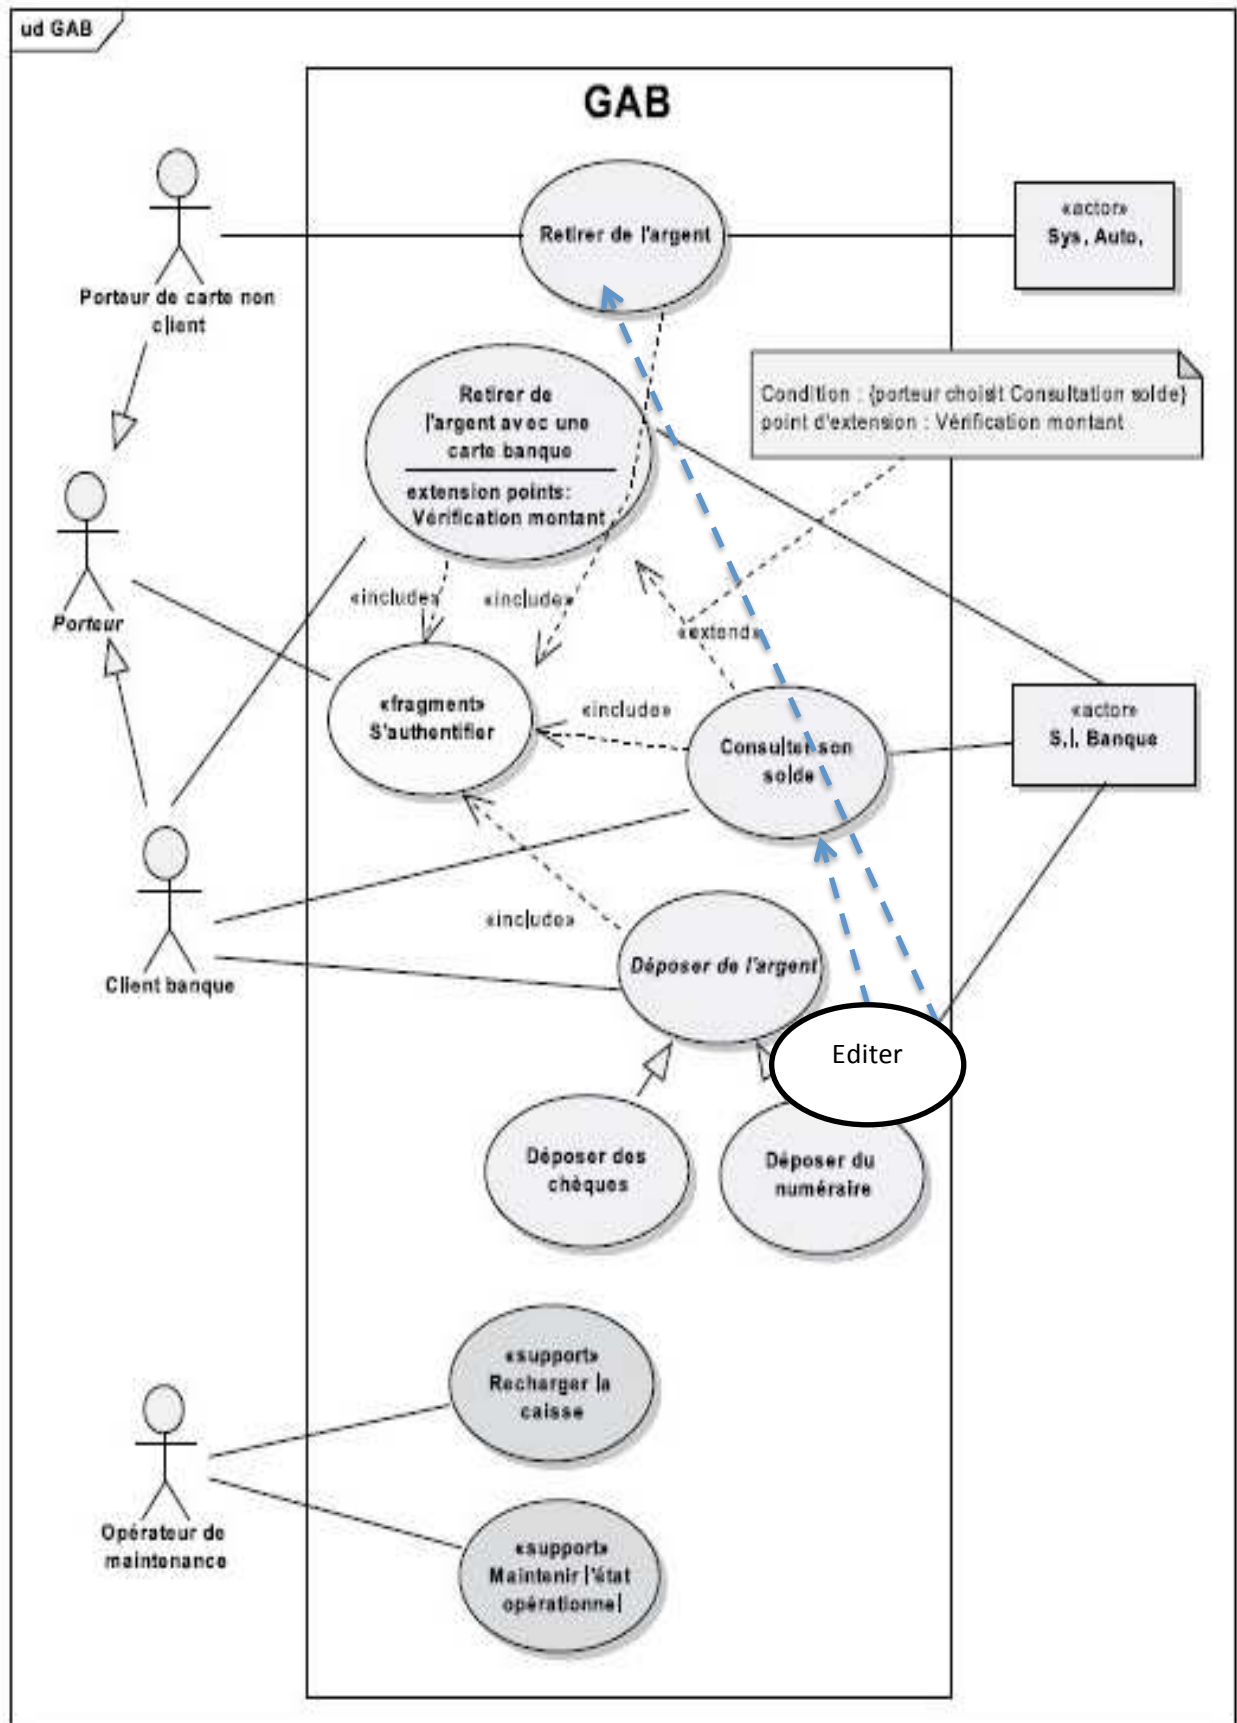 ud GAB
GAB
Retirer de l'argent
«actor»
Sys. Auto.
Porteur de carte non
client
Retirer de
l'argent avec une
carte banque
extension points:
Vérification montant
Condition : {porteur choisit Consultation solde}
point d'extension : Vérification montant
«include»
«include»
«extend»
Porteur
«fragment»
S'authentifier
«include»
Consulter son
solde
«actor»
S.I. Banque
«include»
Déposer de l'argent
Client banque
Editer
Déposer des
chèques
Déposer du
numéraire
«support»
Recharger la
caisse
Opérateur de
maintenance
«support»
Maintenir l'état
opérationnel